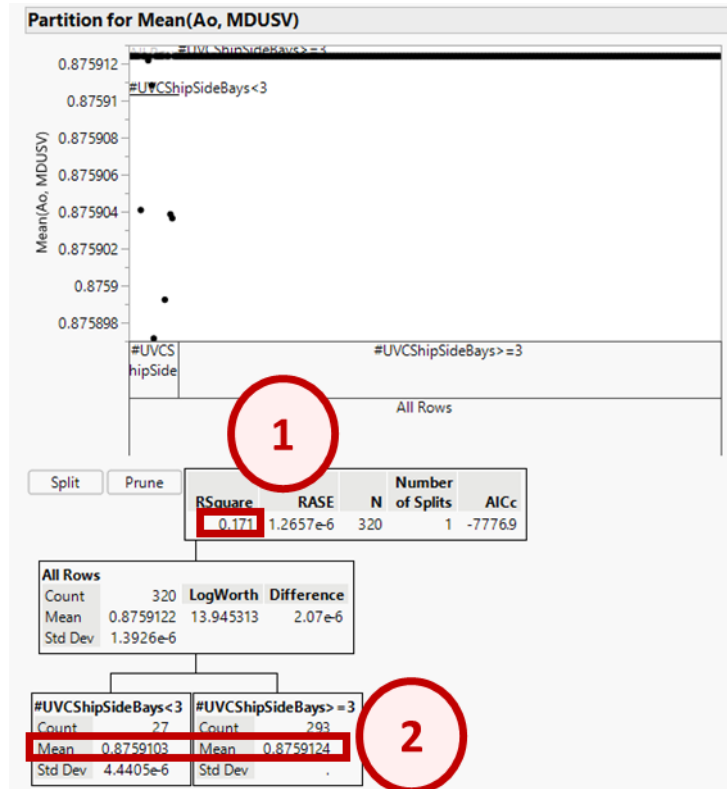 Partition for Mean(Ao, MDUSV)
#UVCShipSideBays>=3
0.875912
#UVCShipSideBays<3
0.87591
0.875908
0.875906
0.875904
0.875902
0.8759
0.875898
Mean(Ao, MDUSV)
#UVCS
hipSide
#UVCShipSideBays>=3
All Rows
1
Split Prune
Number
RSquare RASE N of Splits AICc
0.171 1.2657e-6 320 1 -7776.9
All Rows
Count 320 LogWorth Difference
Mean 0.8759122 13.945313 2.07e-6
Std Dev 1.3926e-6
#UVCShipSideBays<3 #UVCShipSideBays>=3
Count 27 Count 293
Mean 0.8759103 Mean 0.8759124
Std Dev 4.4405e-6 Std Dev .
2